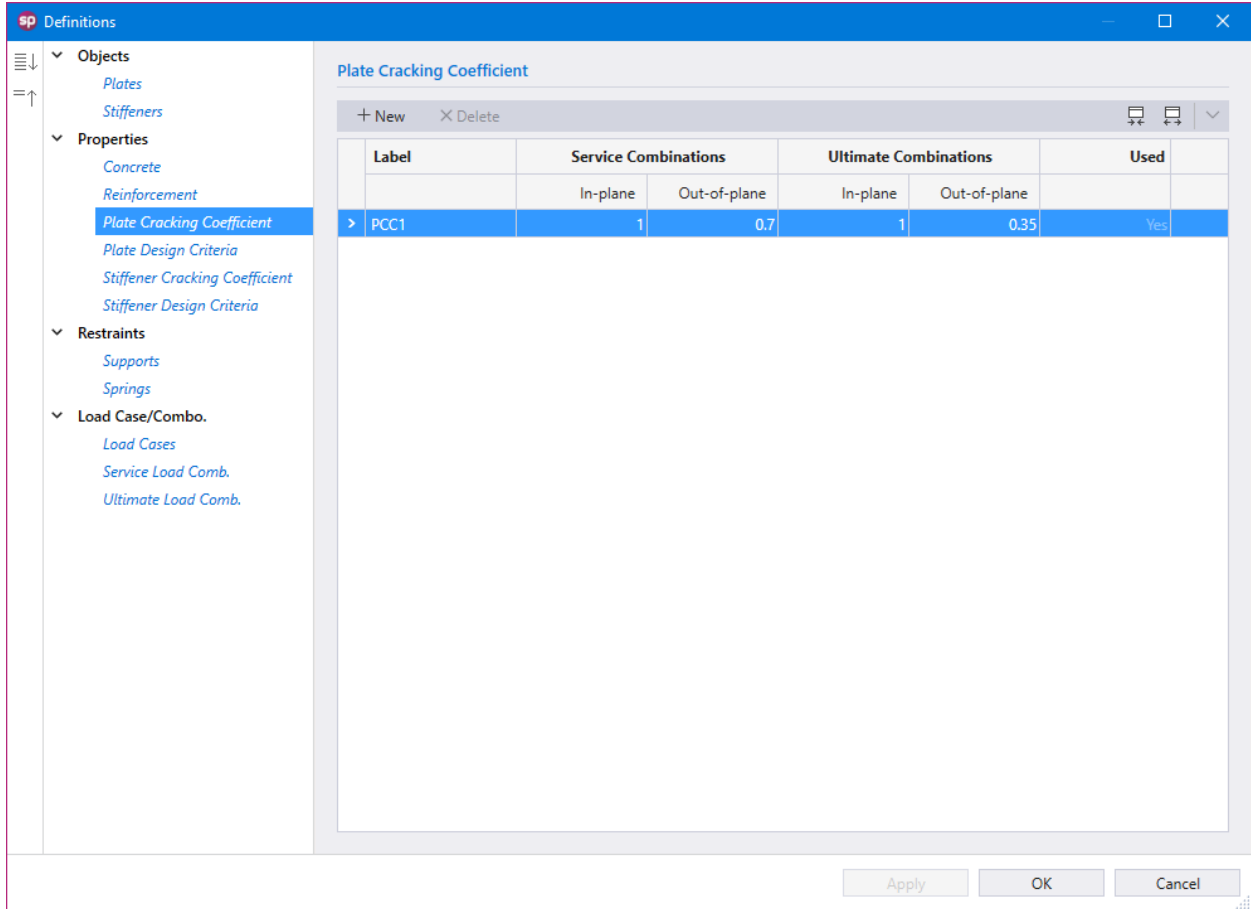 sp Definitions
Objects
Plates
Stiffeners
Properties
Concrete
Reinforcement
Plate Cracking Coefficient
Plate Design Criteria
Stiffener Cracking Coefficient
Stiffener Design Criteria
Restraints
Supports
Springs
Load Case/Combo.
Load Cases
Service Load Comb.
Ultimate Load Comb.
Plate Cracking Coefficient
New Delete
Label Service Combinations Ultimate Combinations Used
In-plane Out-of-plane In-plane Out-of-plane
PCC1 1 0.7 1 0.35 Yes
Apply OK Cancel